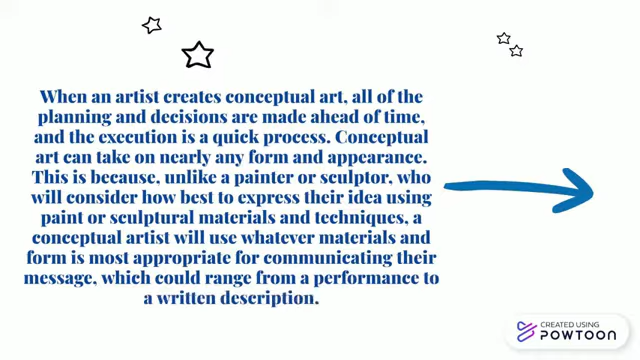 When an artist creates conceptual art, all of the
planning and decisions are made ahead of time,
and the execution is a quick process. Conceptual
art can take on nearly any form and appearance.
This is because, unlike a painter or sculptor, who
will consider how best to express their idea using
paint or sculptural materials and techniques, a
conceptual artist will use whatever materials and
form is most appropriate for communicating their
message, which could range from a performance to
a written description.
CREATED USING
POWTOON